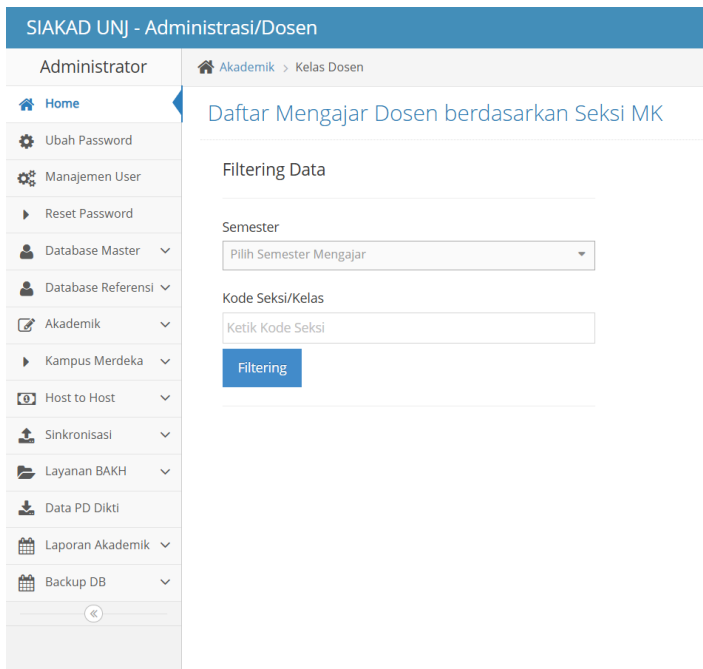 SIAKAD UNJ - Administrasi/Dosen
Administrator
Home
Ubah Password
Manajemen User
Reset Password
Database Master
Database Referensi
Akademik
Kampus Merdeka
Host to Host
Sinkronisasi
Layanan BAKH
Data PD Dikti
Laporan Akademik
Backup DB
Akademik > Kelas Dosen
Daftar Mengajar Dosen berdasarkan Seksi MK
Filtering Data
Semester
Pilih Semester Mengajar
Kode Seksi/Kelas
Ketik Kode Seksi
Filtering